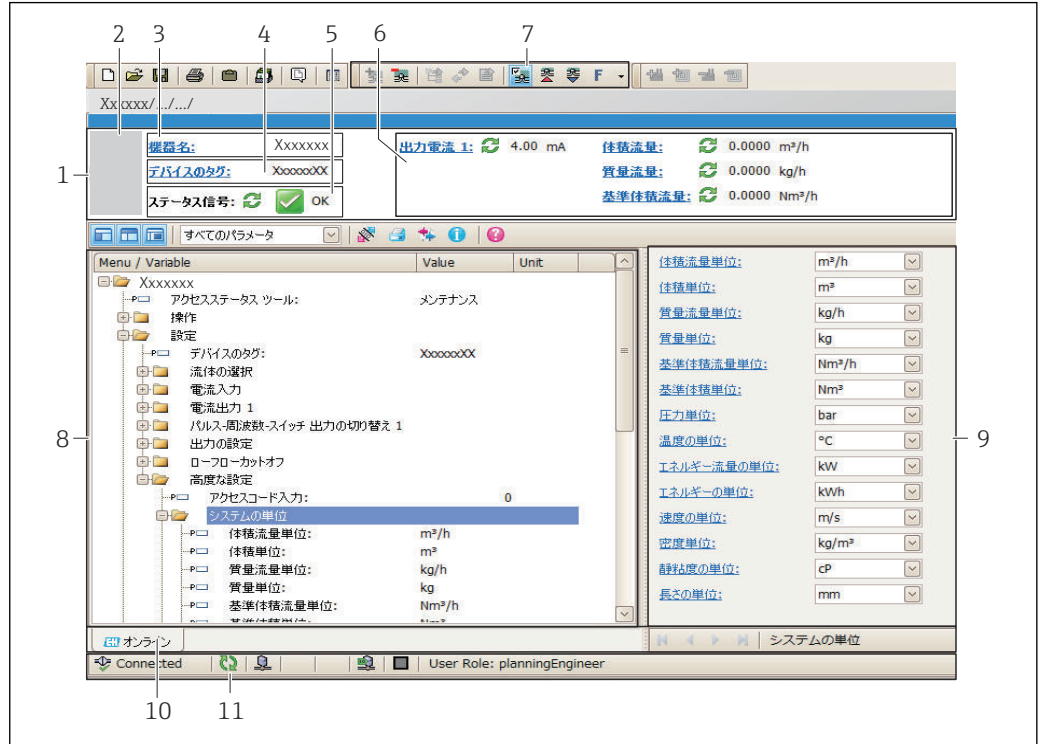 2 3 4 5 6 7
F
Xxxxxx/.../.../
1
機器名: Xxxxxxx
デバイスのタグ: XxxxxxXX
ステータス信号: OK
出力電流 1: 4.00 mA
体積流量: 0.0000 m³/h
質量流量: 0.0000 kg/h
基準体積流量: 0.0000 Nm³/h
すべてのパラメータ
8
Menu / Variable Value Unit
Xxxxxxx
アクセスステータス ツール: メンテナンス
操作
設定
デバイスのタグ: XxxxxxXX
流体の選択
電流入力
電流出力 1
パルス-周波数-スイッチ 出力の切り替え 1
出力の設定
ローフローカットオフ
高度な設定
アクセスコード入力: 0
システムの単位
体積流量単位: m³/h
体積単位: m³
質量流量単位: kg/h
質量単位: kg
基準体積流量単位: Nm³/h
基準体積単位: Nm³
体積流量単位: m³/h
体積単位: m³
質量流量単位: kg/h
質量単位: kg
基準体積流量単位: Nm³/h
基準体積単位: Nm³
圧力単位: bar
温度の単位: °C
エネルギー流量の単位: kW
エネルギーの単位: kWh
速度の単位: m/s
密度単位: kg/m³
静粘度の単位: cP
長さの単位: mm
9
オンライン
システムの単位
Connected User Role: planningEngineer
10 11